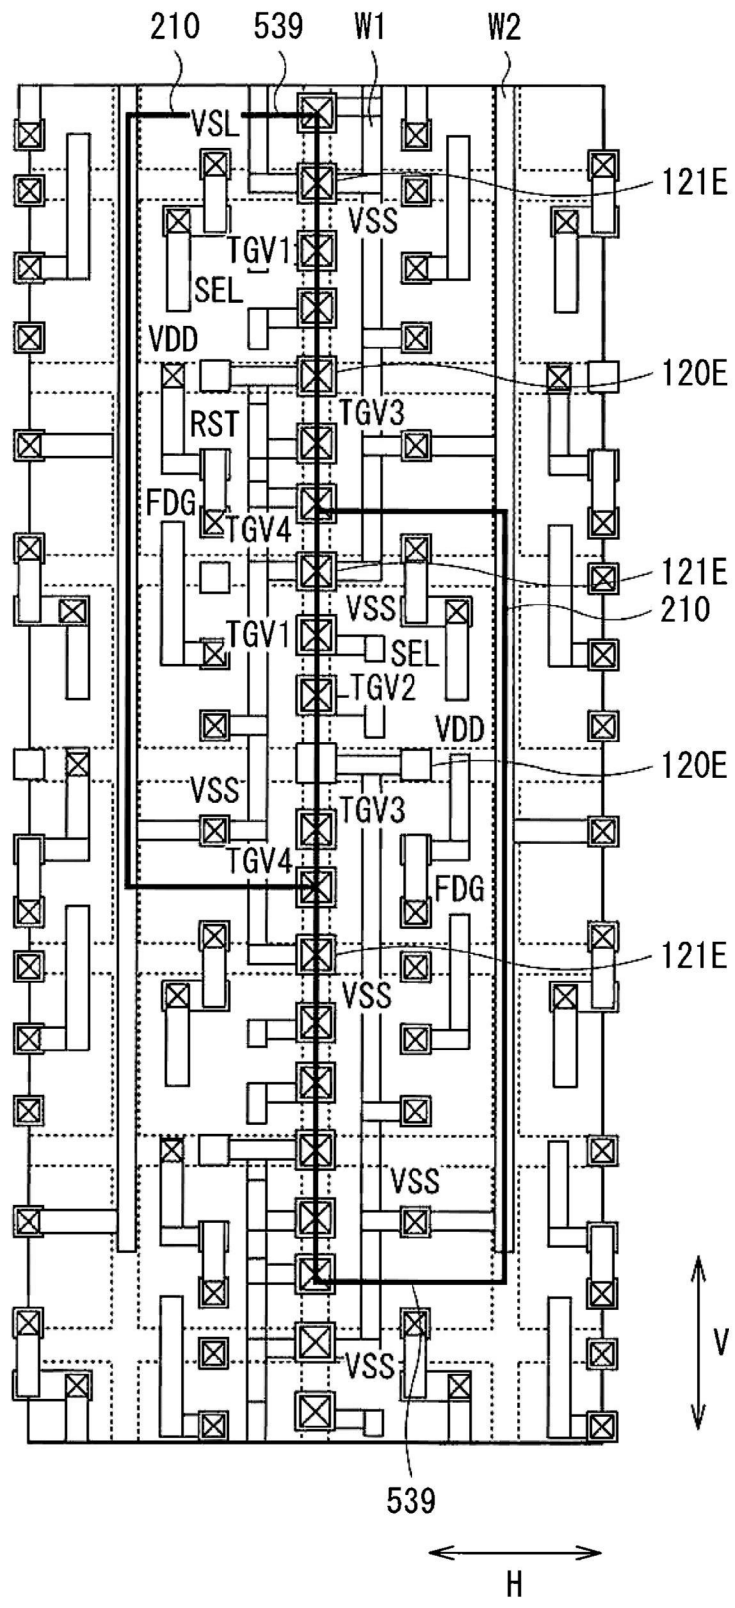 210 539 W1 W2
VSL
121E
VSS
TGV1
SEL
VDD
120E
TGV3
RST
FDG
TGV4
121E
VSS 210
TGV1
SEL
TGV2
VDD
120E
VSS
TGV3
TGV4
FDG
121E
VSS
VSS
V
VSS
539
H